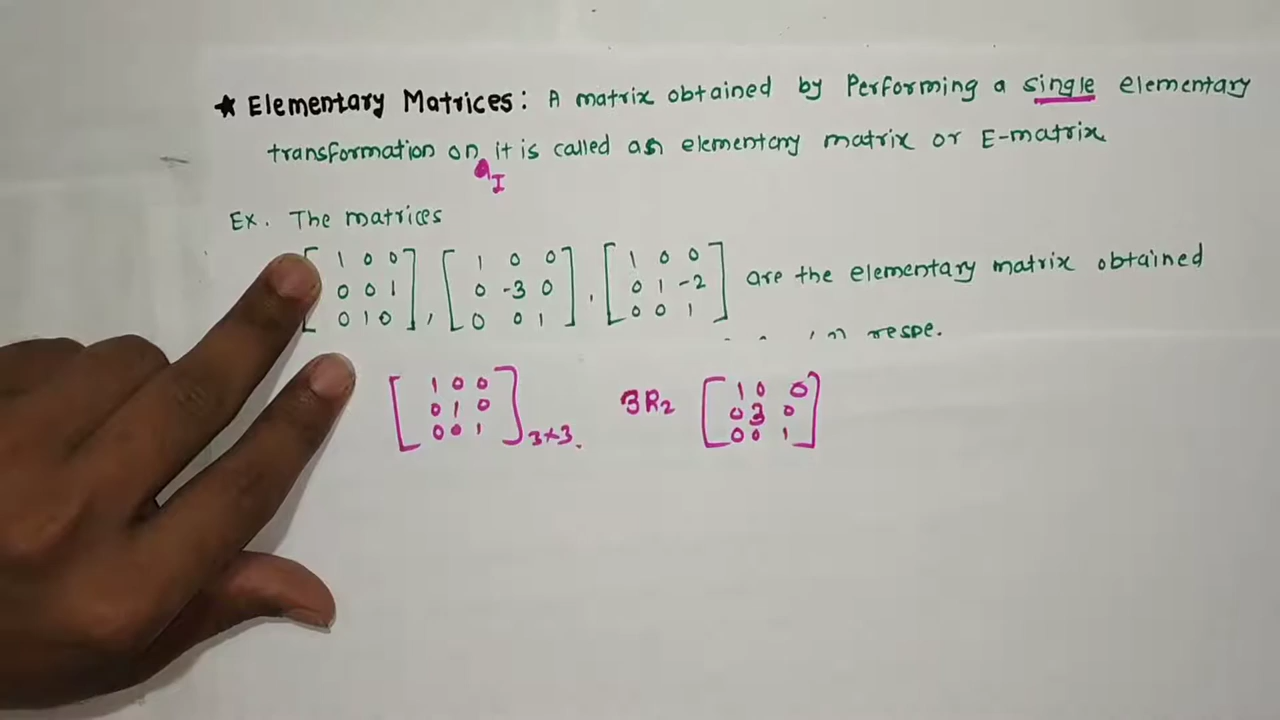 ★ Elementary Matrices: A matrix obtained by Performing a single elementary
transformation on it is called an elementary matrix or E-matrix
I
Ex. The matrices
[1 0 0 [1 0 0 [1 0 0
0 0 1 0 -3 0 0 1 -2 are the elementary matrix obtained
0 1 0], 0 0 1], 0 0 1]
respe.
[1 0 0 3R2 [1 0 0
0 1 0 0 3 0
0 0 1]3×3. 0 0 1]